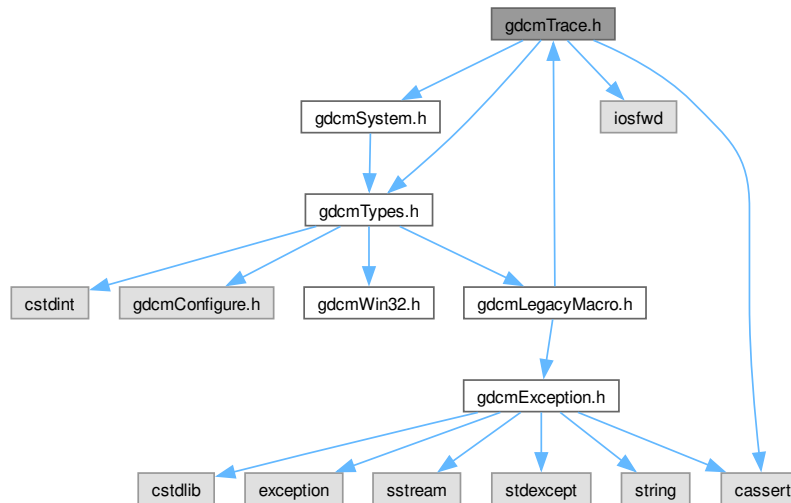 gdcmTrace.h
gdcmSystem.h
iosfwd
gdcmTypes.h
cstdint
gdcmConfigure.h
gdcmWin32.h
gdcmLegacyMacro.h
gdcmException.h
cstdlib
exception
sstream
stdexcept
string
cassert